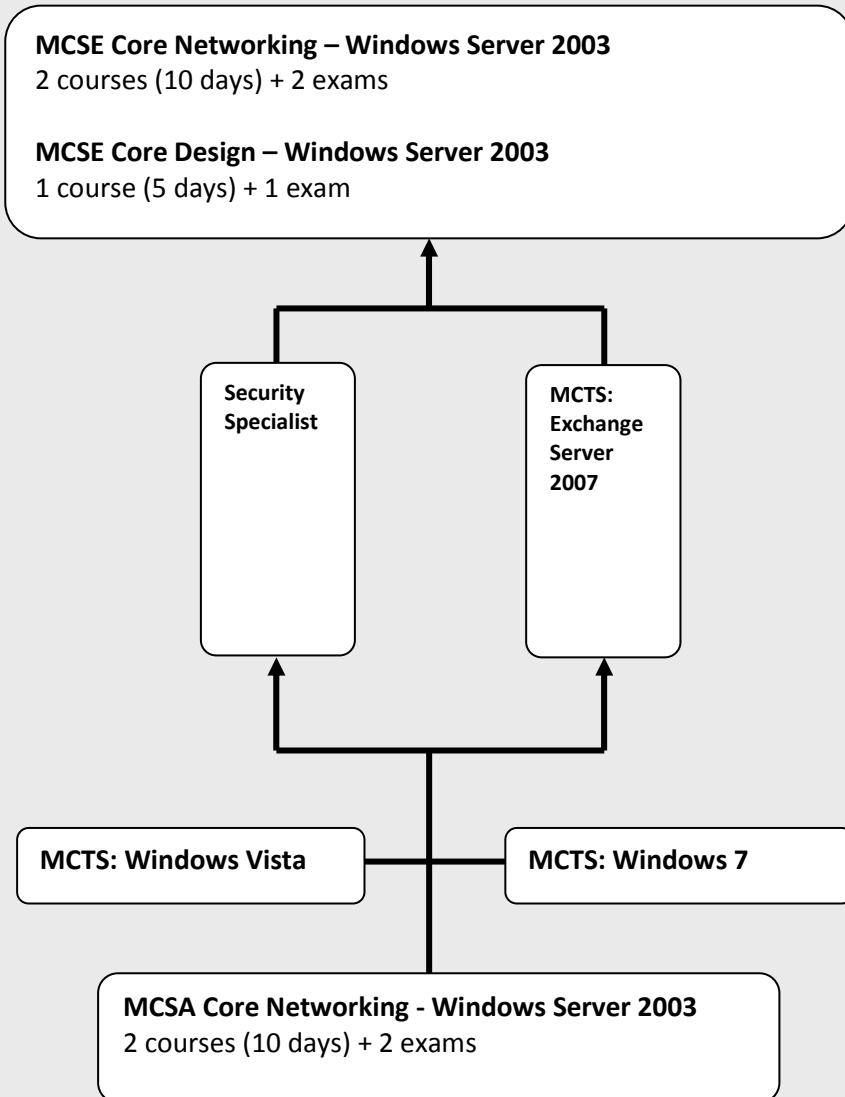 MCSE Core Networking – Windows Server 2003
2 courses (10 days) + 2 exams
MCSE Core Design – Windows Server 2003
1 course (5 days) + 1 exam
Security
Specialist
MCTS:
Exchange
Server
2007
MCTS: Windows Vista
MCTS: Windows 7
MCSA Core Networking - Windows Server 2003
2 courses (10 days) + 2 exams